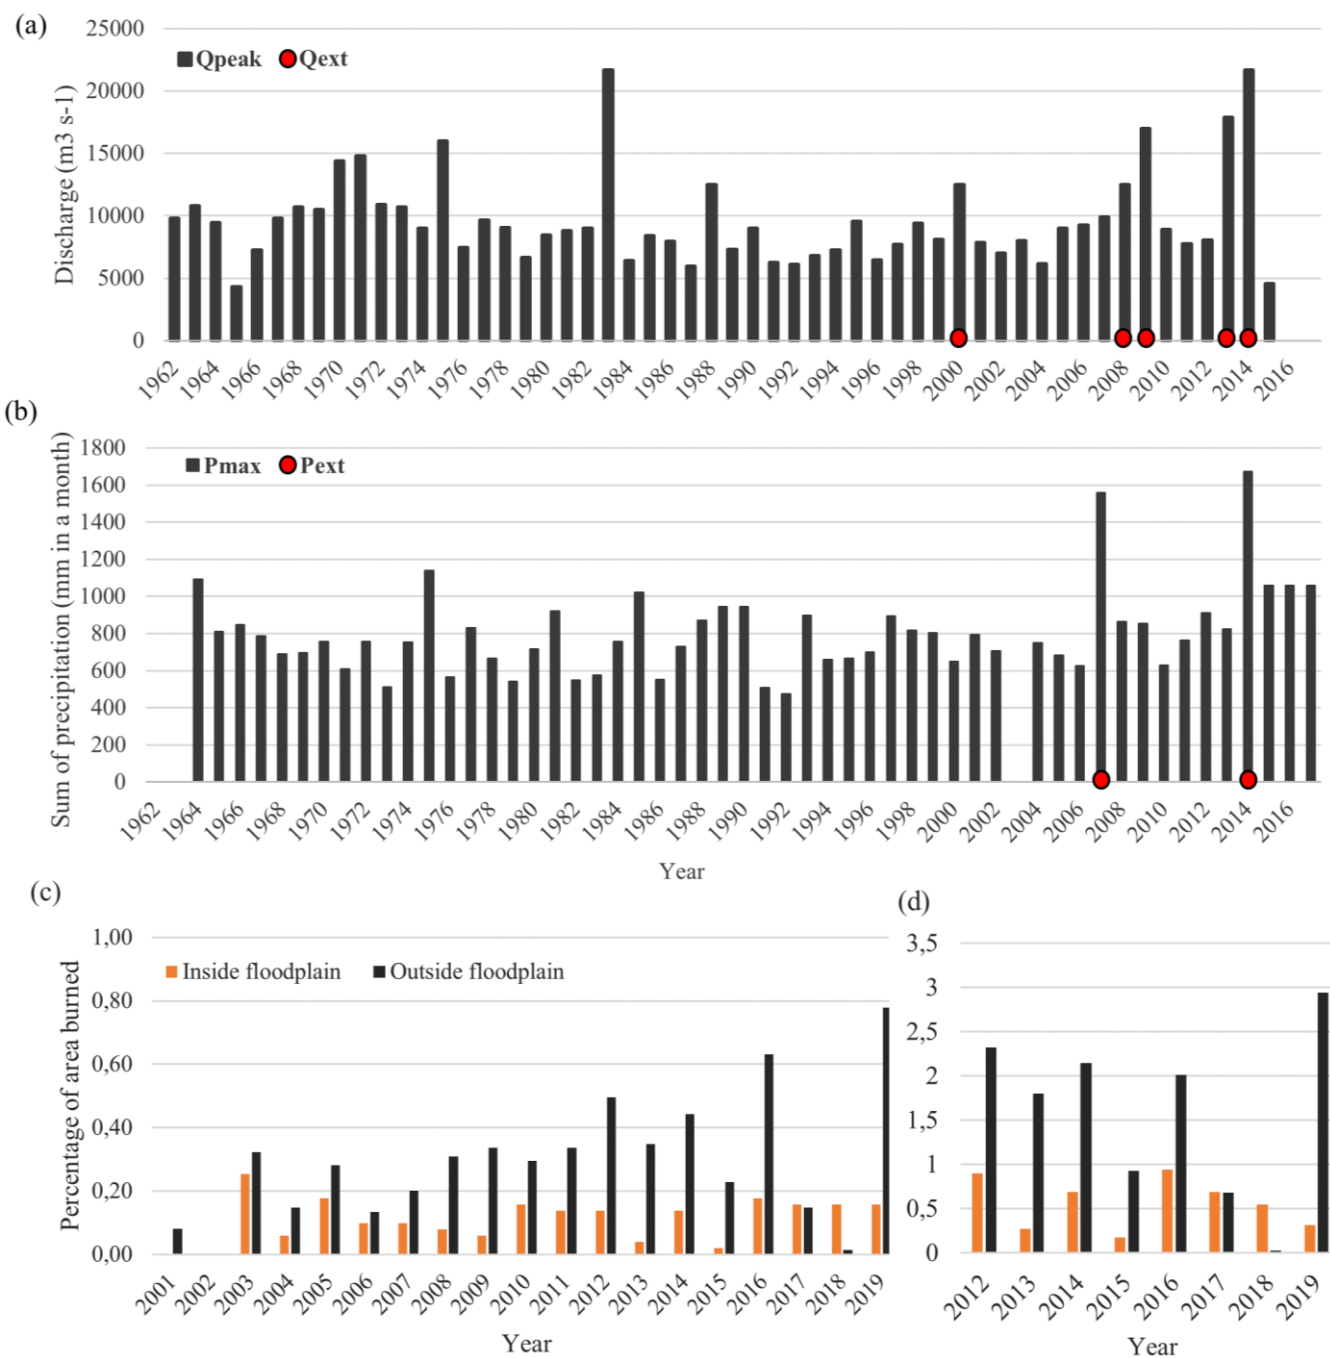 (a)
25000
Qpeak Qext
20000
15000
10000
5000
0
Discharge (m3 s-1)
1962 1964 1966 1968 1970 1972 1974 1976 1978 1980 1982 1984 1986 1988 1990 1992 1994 1996 1998 2000 2002 2004 2006 2008 2010 2012 2014 2016
(b)
1800
Pmax Pext
1600
1400
1200
1000
800
600
400
200
0
Sum of precipitation (mm in a month)
1962 1964 1966 1968 1970 1972 1974 1976 1978 1980 1982 1984 1986 1988 1990 1992 1994 1996 1998 2000 2002 2004 2006 2008 2010 2012 2014 2016
Year
(c)
1,00
Inside floodplain Outside floodplain
0,80
0,60
0,40
0,20
0,00
Percentage of area burned
2001 2002 2003 2004 2005 2006 2007 2008 2009 2010 2011 2012 2013 2014 2015 2016 2017 2018 2019
Year
(d)
3,5
3
2,5
2
1,5
1
0,5
0
2012 2013 2014 2015 2016 2017 2018 2019
Year